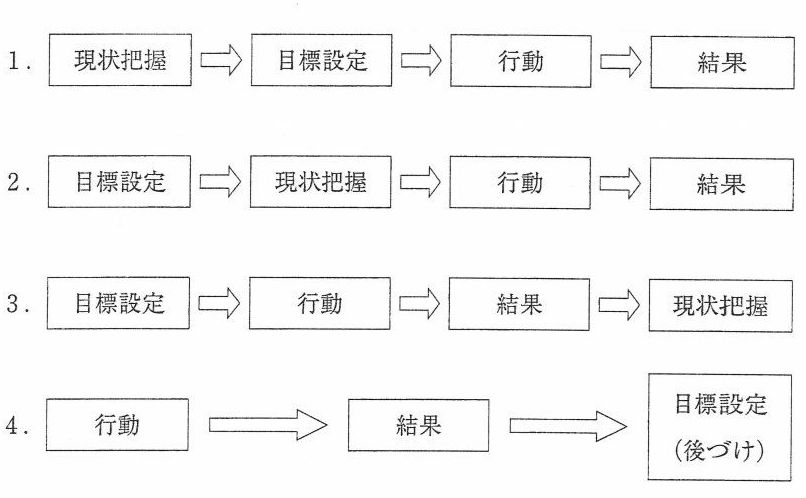 1. 現状把握 目標設定 行動 結果
2. 目標設定 現状把握 行動 結果
3. 目標設定 行動 結果 現状把握
4. 行動 結果 目標設定
(後づけ)